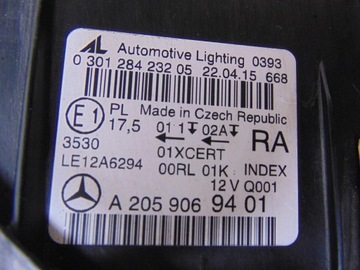 AL Automotive Lighting 0393
0 301 284 232 05 22.04.15 668
E1 PL Made in Czech Republic
17,5 01 1 02A RA
3530 01XCERT
LE12A6294 00RL 01K INDEX
12 V Q001
A 205 906 94 01